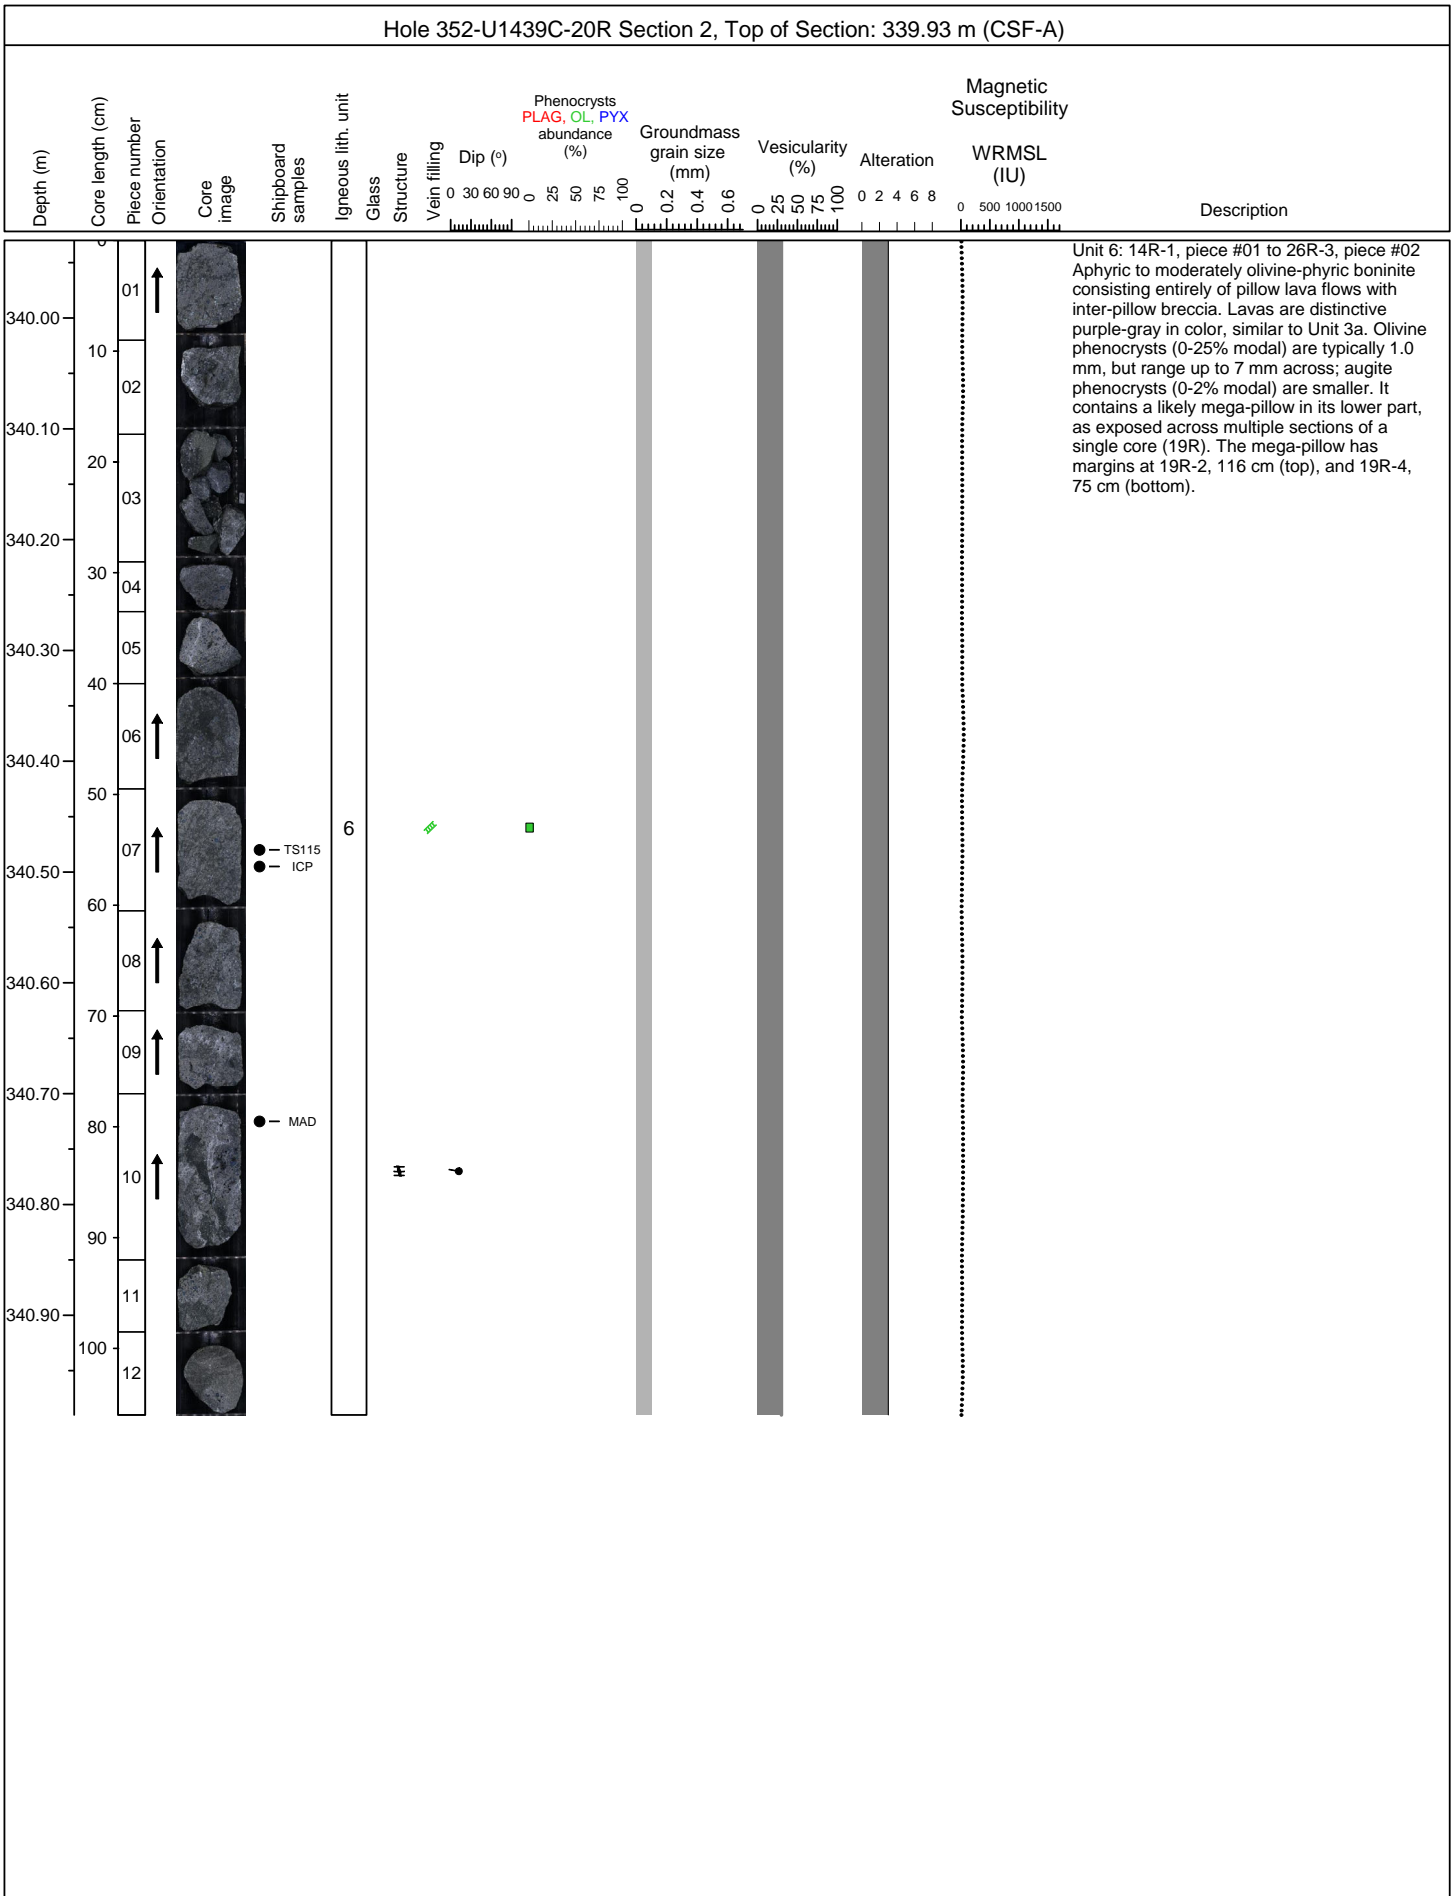 Hole 352-U1439C-20R Section 2, Top of Section: 339.93 m (CSF-A)
Depth (m)
Core length (cm)
Piece number
Orientation
Core image
Shipboard samples
Igneous lith. unit
Glass
Structure
Vein filling
Dip (°)
0 30 60 90
Phenocrysts
PLAG, OL, PYX
abundance
(%)
0 25 50 75 100
Groundmass
grain size
(mm)
0 0.2 0.4 0.6
Vesicularity
(%)
0 25 50 75 100
Alteration
0 2 4 6 8
Magnetic
Susceptibility
WRMSL
(IU)
0 500 1000 1500
Description
Unit 6: 14R-1, piece #01 to 26R-3, piece #02
Aphyric to moderately olivine-phyric boninite
consisting entirely of pillow lava flows with
inter-pillow breccia. Lavas are distinctive
purple-gray in color, similar to Unit 3a. Olivine
phenocrysts (0-25% modal) are typically 1.0
mm, but range up to 7 mm across; augite
phenocrysts (0-2% modal) are smaller. It
contains a likely mega-pillow in its lower part,
as exposed across multiple sections of a
single core (19R). The mega-pillow has
margins at 19R-2, 116 cm (top), and 19R-4,
75 cm (bottom).
340.00
340.10
340.20
340.30
340.40
340.50
340.60
340.70
340.80
340.90
0
10
20
30
40
50
60
70
80
90
100
01
02
03
04
05
06
07
08
09
10
11
12
TS115
ICP
MAD
6